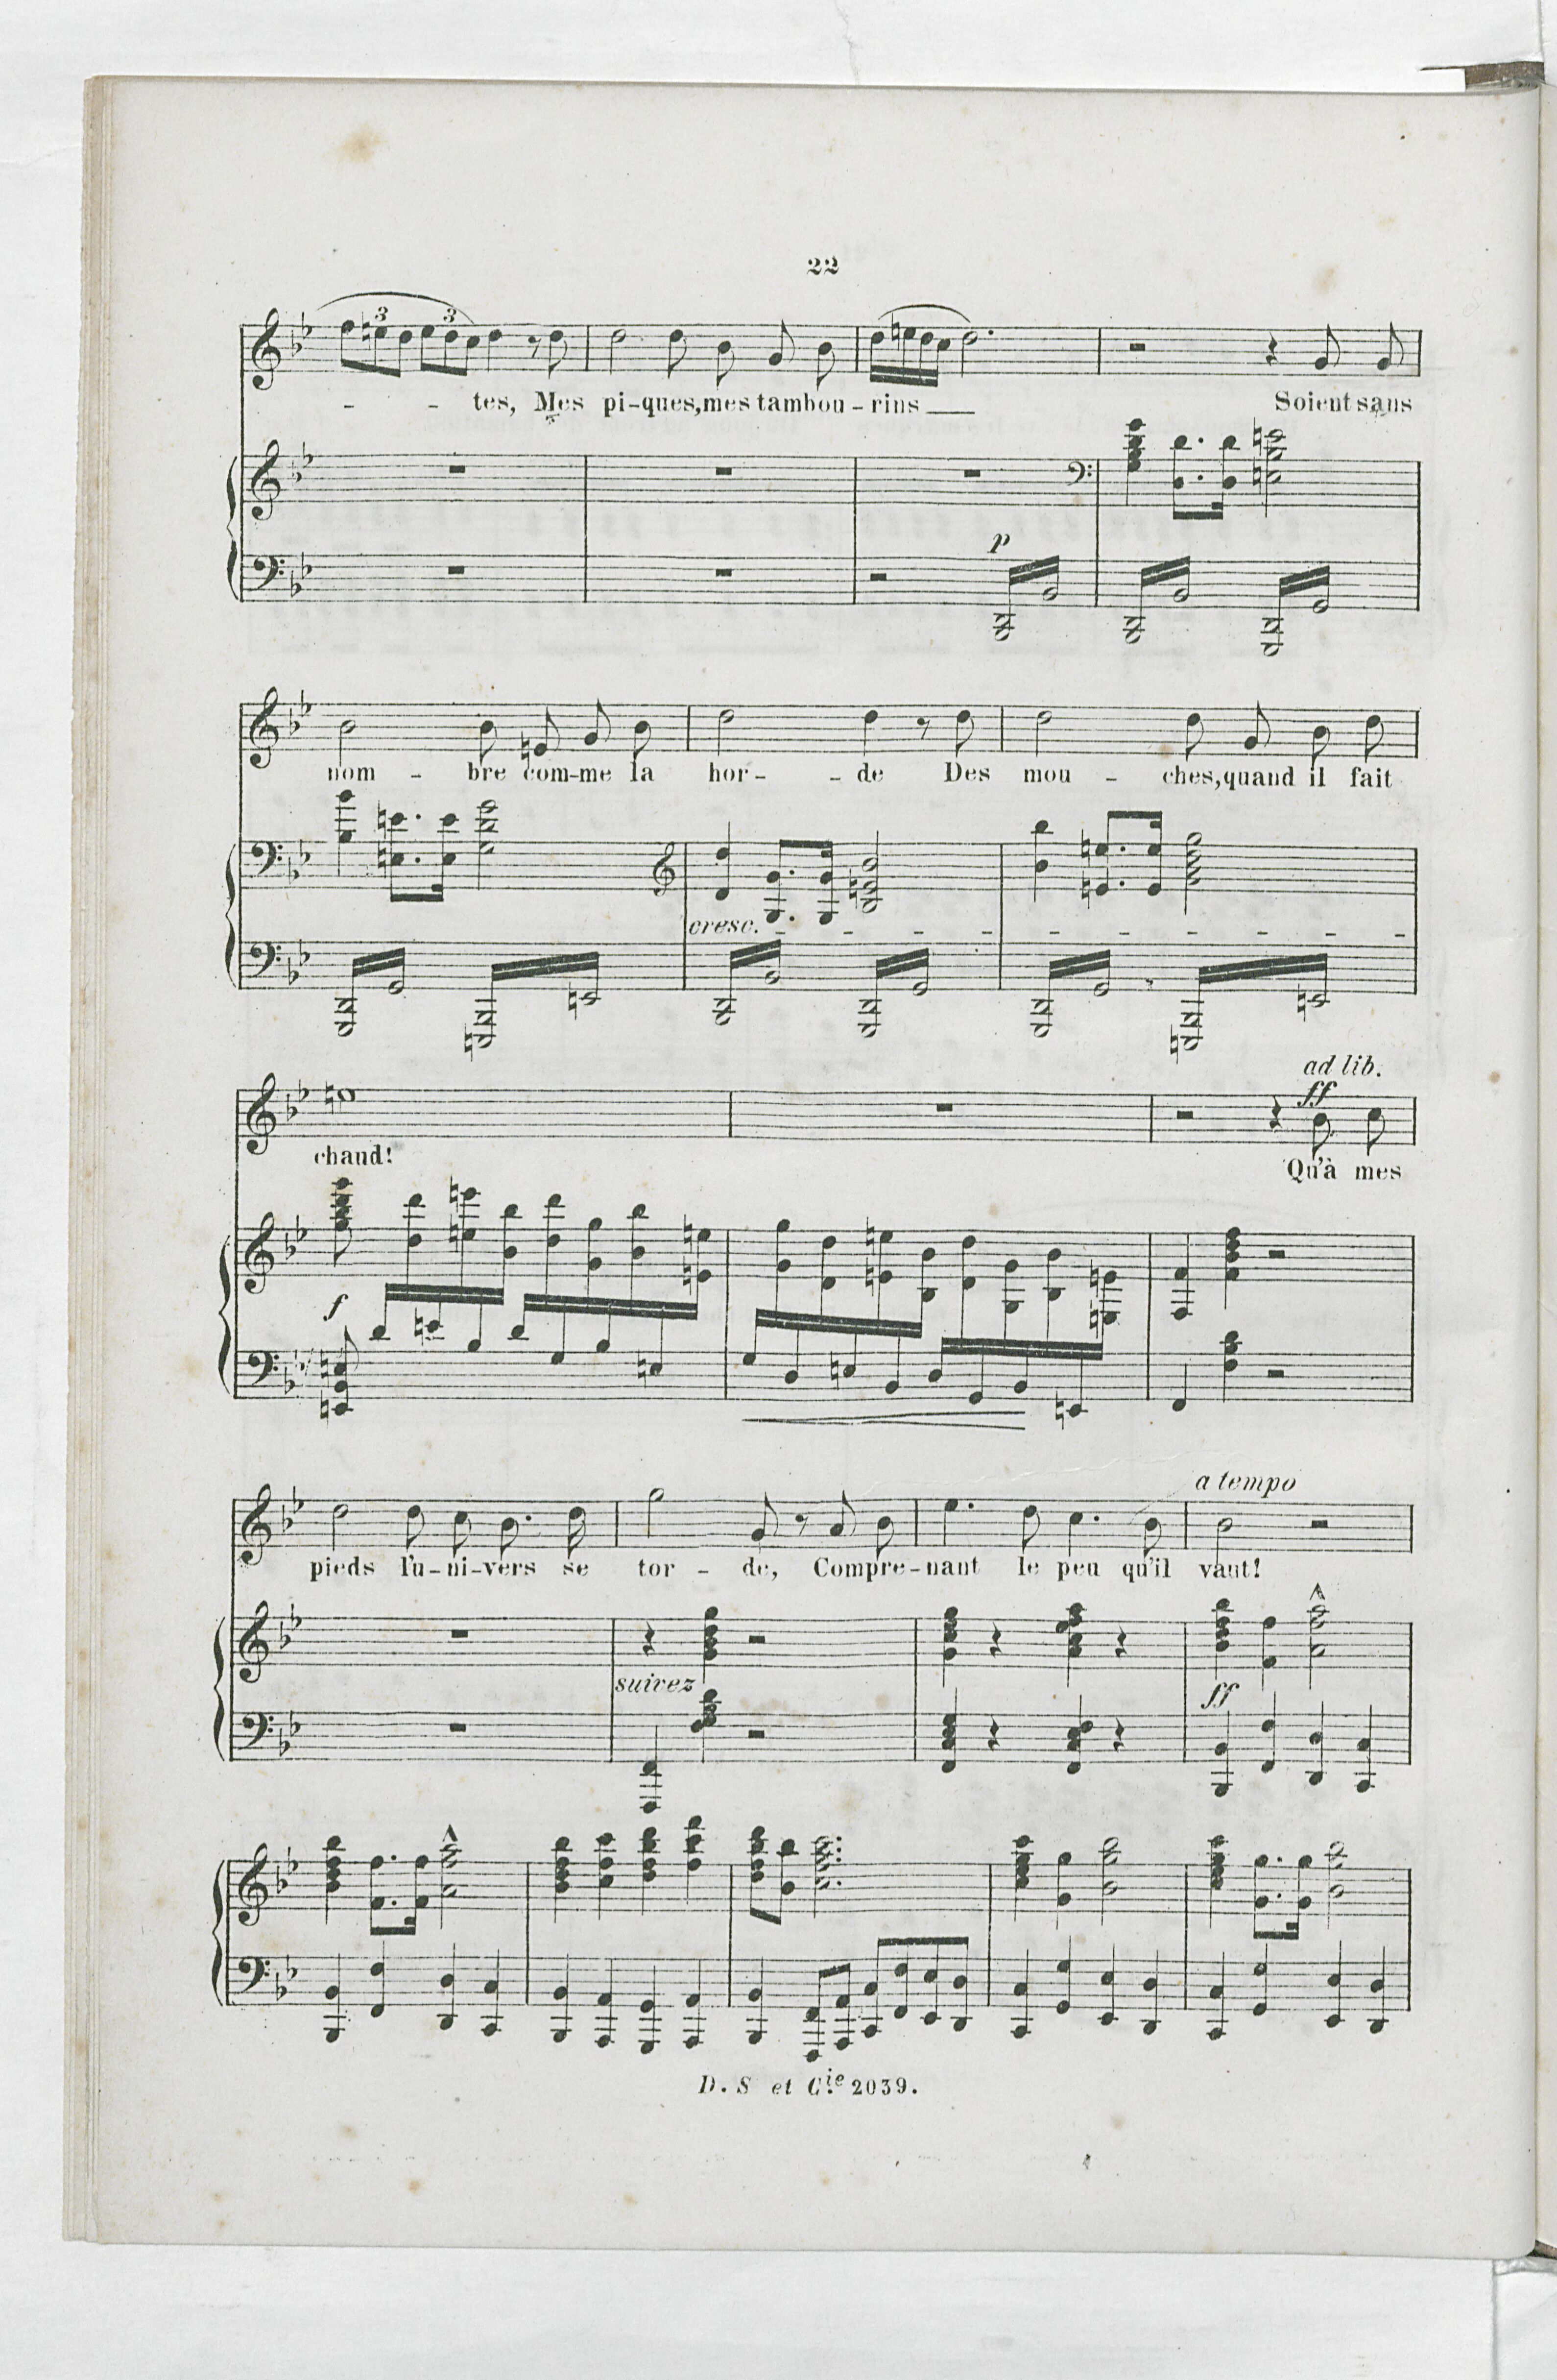 22
3 3
- - tes, Mes pi-ques, mes tambou-rins Soient sans
p
nom - bre com-me la hor- - de Des mou - ches, quand il fait
cresc. - - - - - - - - - -
ad lib.
ff
chaud! Qu'à mes
f
a tempo
pieds l'u-ni-vers se tor - de, Compre-nant le peu qu'il vaut!
suivez ff
D. S et Cie 2039.